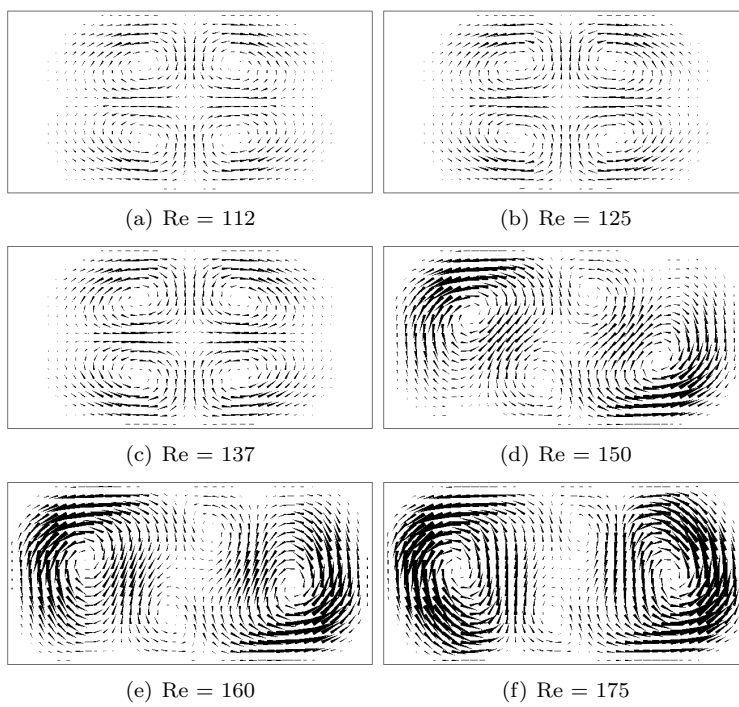 (a) Re = 112
(b) Re = 125
(c) Re = 137
(d) Re = 150
(e) Re = 160
(f) Re = 175